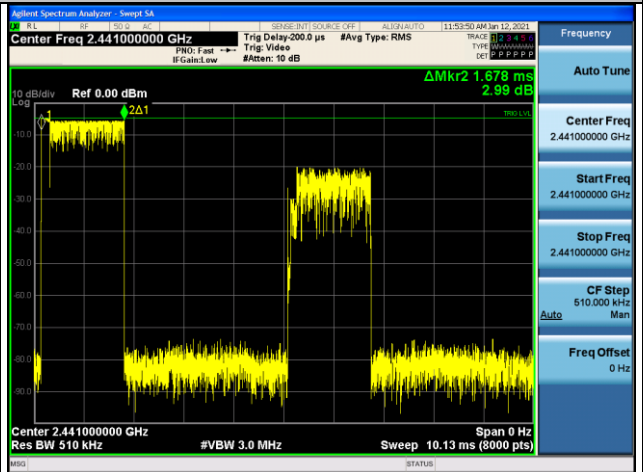 Agilent Spectrum Analyzer - Swept SA
RL RF 50 Ω AC SENSE:INT SOURCE OFF ALIGN AUTO 11:53:50 AM Jan 12, 2021
Center Freq 2.441000000 GHz
PNO: Fast
IFGain:Low
Trig Delay-200.0 µs
Trig: Video
#Atten: 10 dB
#Avg Type: RMS
TRACE 1 2 3 4 5 6
TYPE WWWWWW
DET P P P P P P
Frequency
ΔMkr2 1.678 ms
2.99 dB
10 dB/div
Log
Ref 0.00 dBm
1
2Δ1
TRIG LVL
-10.0
-20.0
-30.0
-40.0
-50.0
-60.0
-70.0
-80.0
-90.0
Center 2.441000000 GHz
Res BW 510 kHz
#VBW 3.0 MHz
Span 0 Hz
Sweep 10.13 ms (8000 pts)
Auto Tune
Center Freq
2.441000000 GHz
Start Freq
2.441000000 GHz
Stop Freq
2.441000000 GHz
CF Step
510.000 kHz
Auto Man
Freq Offset
0 Hz
MSG
STATUS